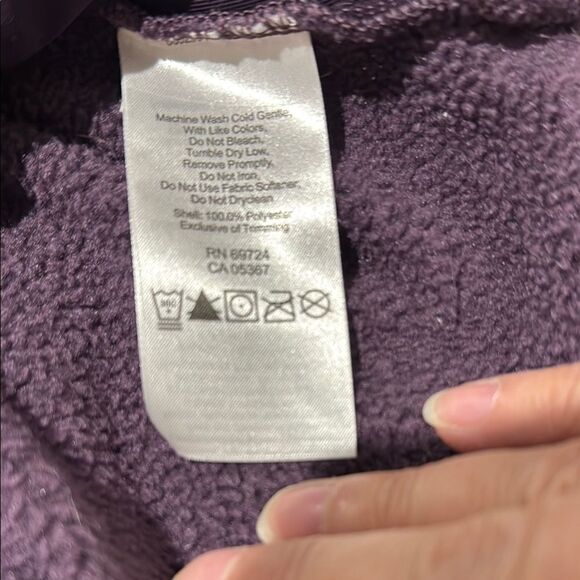 Machine Wash Cold Gentle,
With Like Colors,
Do Not Bleach,
Tumble Dry Low,
Remove Promptly,
Do Not Iron,
Do Not Use Fabric Softener,
Do Not Dryclean
Shell: 100.0% Polyester
Exclusive of Trimming
RN 69724
CA 05367
30C